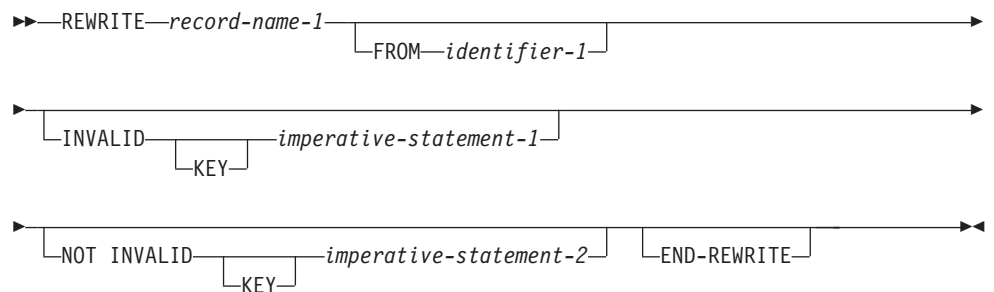 REWRITE record-name-1
FROM identifier-1
INVALID imperative-statement-1
KEY
NOT INVALID imperative-statement-2 END-REWRITE
KEY